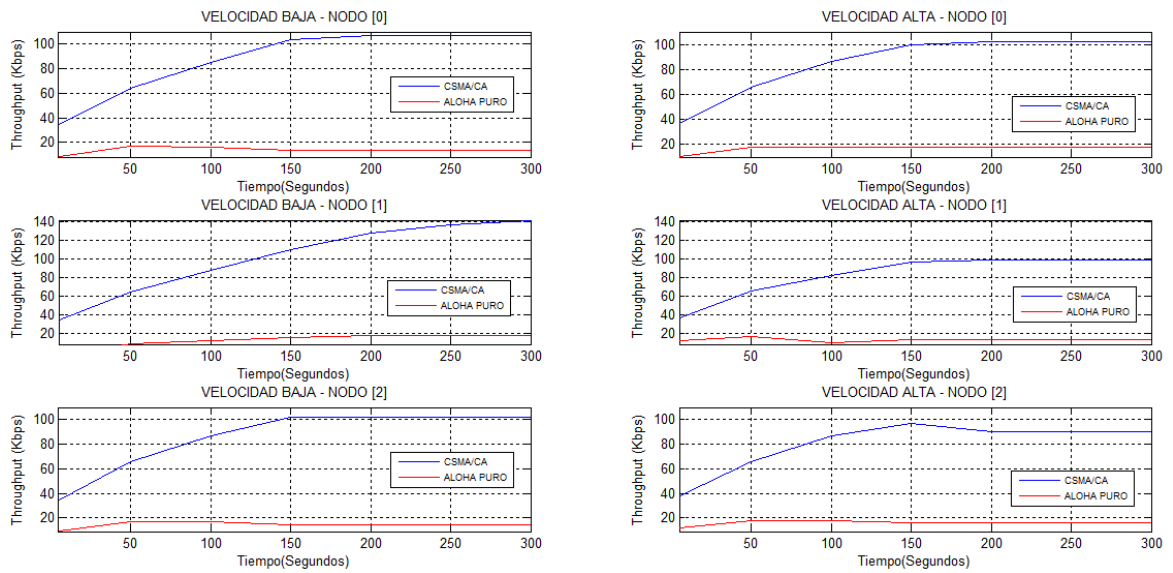 VELOCIDAD BAJA - NODO [0]
Throughput (Kbps)
100
80
60
40
20
CSMA/CA
ALOHA PURO
50 100 150 200 250 300
Tiempo(Segundos)
VELOCIDAD ALTA - NODO [0]
Throughput (Kbps)
100
80
60
40
20
CSMA/CA
ALOHA PURO
50 100 150 200 250 300
Tiempo(Segundos)
VELOCIDAD BAJA - NODO [1]
Throughput (Kbps)
140
120
100
80
60
40
20
CSMA/CA
ALOHA PURO
50 100 150 200 250 300
Tiempo(Segundos)
VELOCIDAD ALTA - NODO [1]
Throughput (Kbps)
140
120
100
80
60
40
20
CSMA/CA
ALOHA PURO
50 100 150 200 250 300
Tiempo(Segundos)
VELOCIDAD BAJA - NODO [2]
Throughput (Kbps)
100
80
60
40
20
CSMA/CA
ALOHA PURO
50 100 150 200 250 300
Tiempo(Segundos)
VELOCIDAD ALTA - NODO [2]
Throughput (Kbps)
100
80
60
40
20
CSMA/CA
ALOHA PURO
50 100 150 200 250 300
Tiempo(Segundos)